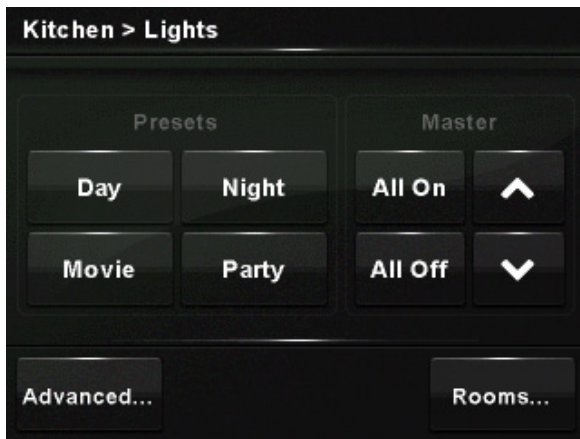 Kitchen > Lights
Presets
Master
Day
Night
All On
Movie
Party
All Off
Advanced...
Rooms...